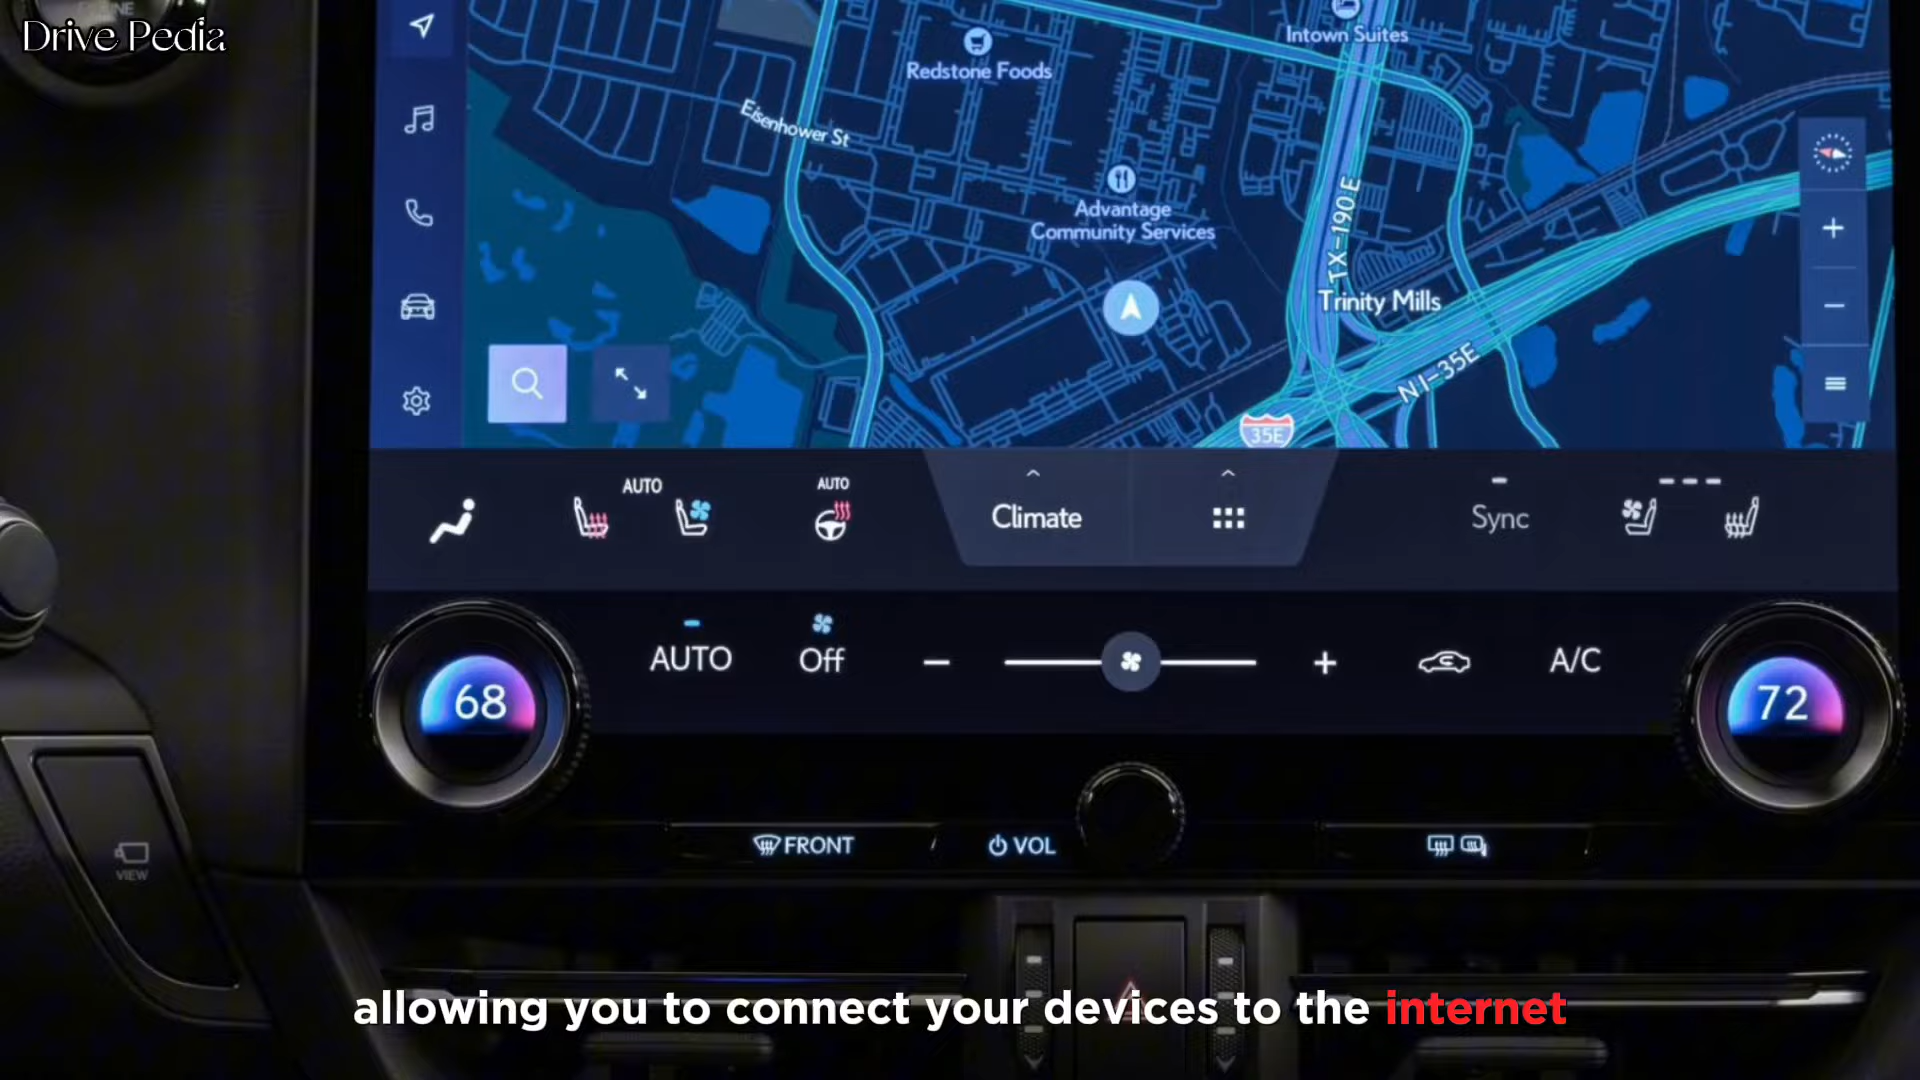 Drive Pedia
Intown Suites
Redstone Foods
Eisenhower St
Advantage
Community Services
TX-190E
Trinity Mills
N I-35E
35E
AUTO
AUTO
Climate
Sync
AUTO
Off
A/C
68
72
FRONT
VOL
VIEW
allowing you to connect your devices to the internet